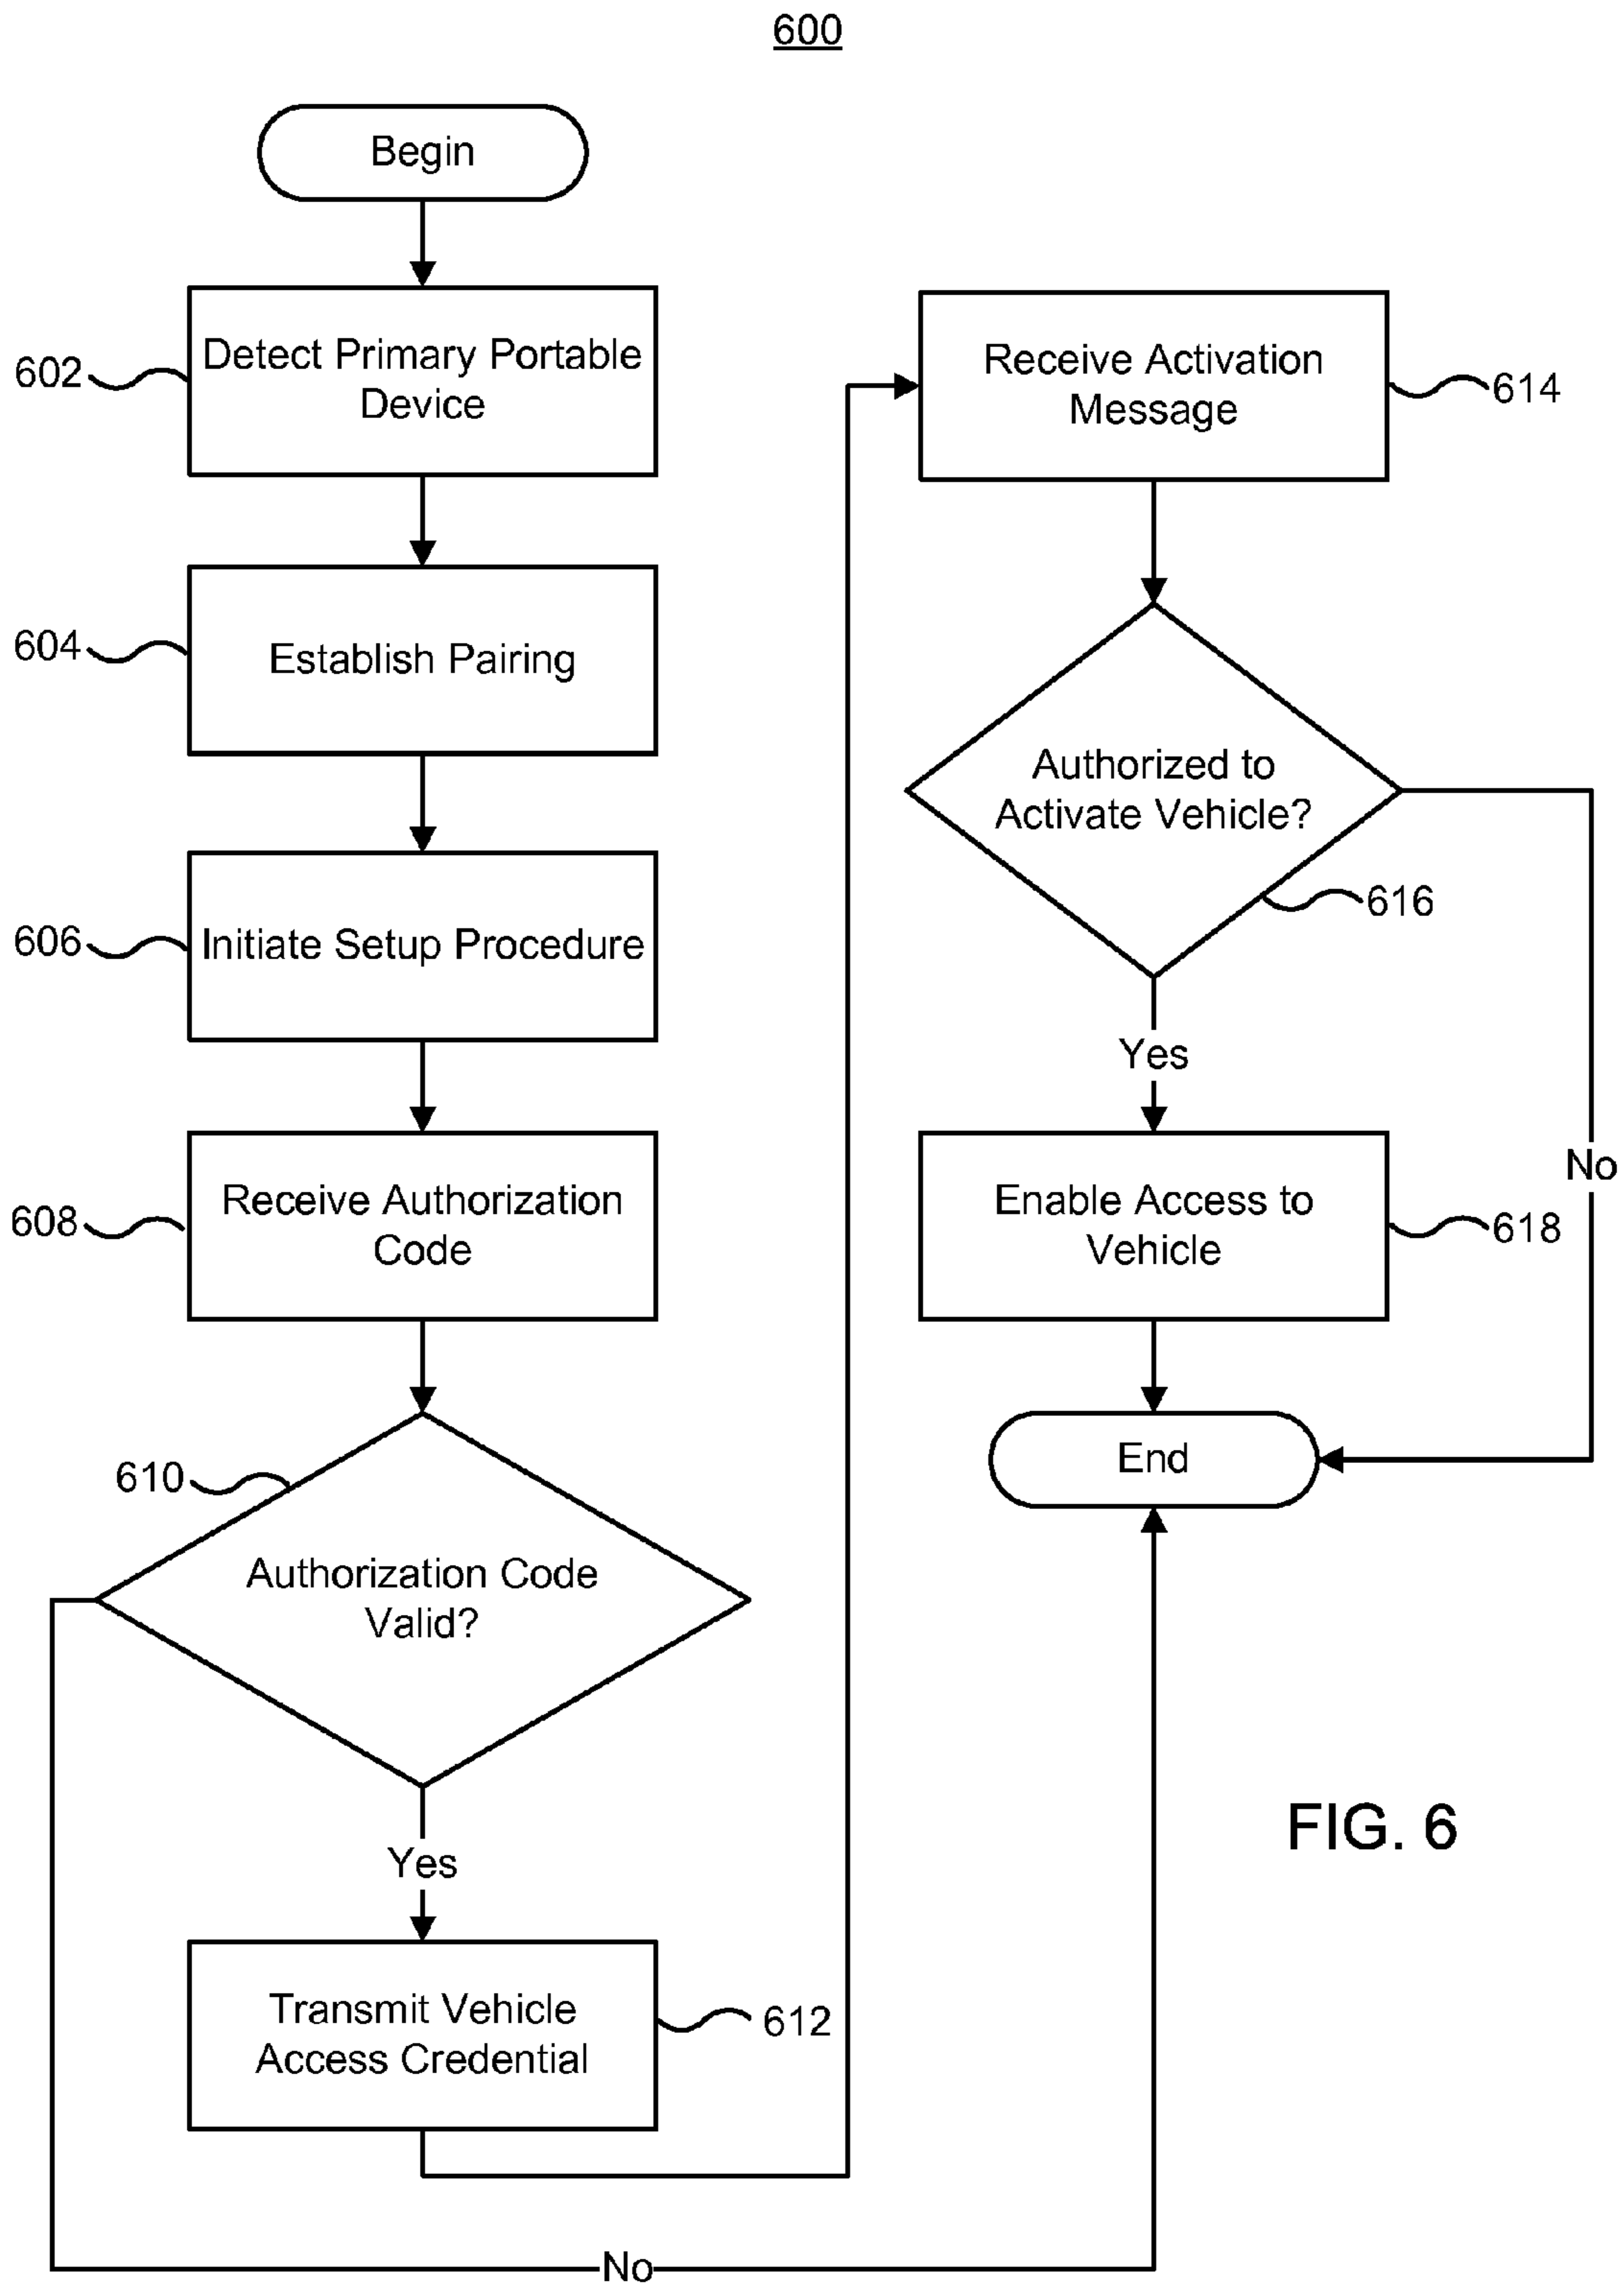 600
Begin
602
Detect Primary Portable
Device
604
Establish Pairing
606
Initiate Setup Procedure
608
Receive Authorization
Code
610
Authorization Code
Valid?
Yes
Transmit Vehicle
Access Credential
612
No
Receive Activation
Message
614
Authorized to
Activate Vehicle?
616
Yes
No
Enable Access to
Vehicle
618
End
FIG. 6